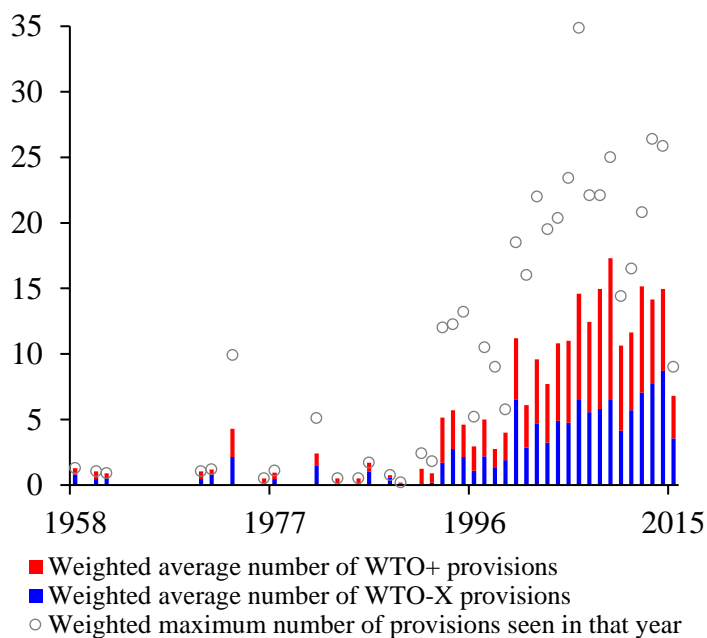 35
30
25
20
15
10
5
0
1958 1977 1996 2015
Weighted average number of WTO+ provisions
Weighted average number of WTO-X provisions
Weighted maximum number of provisions seen in that year